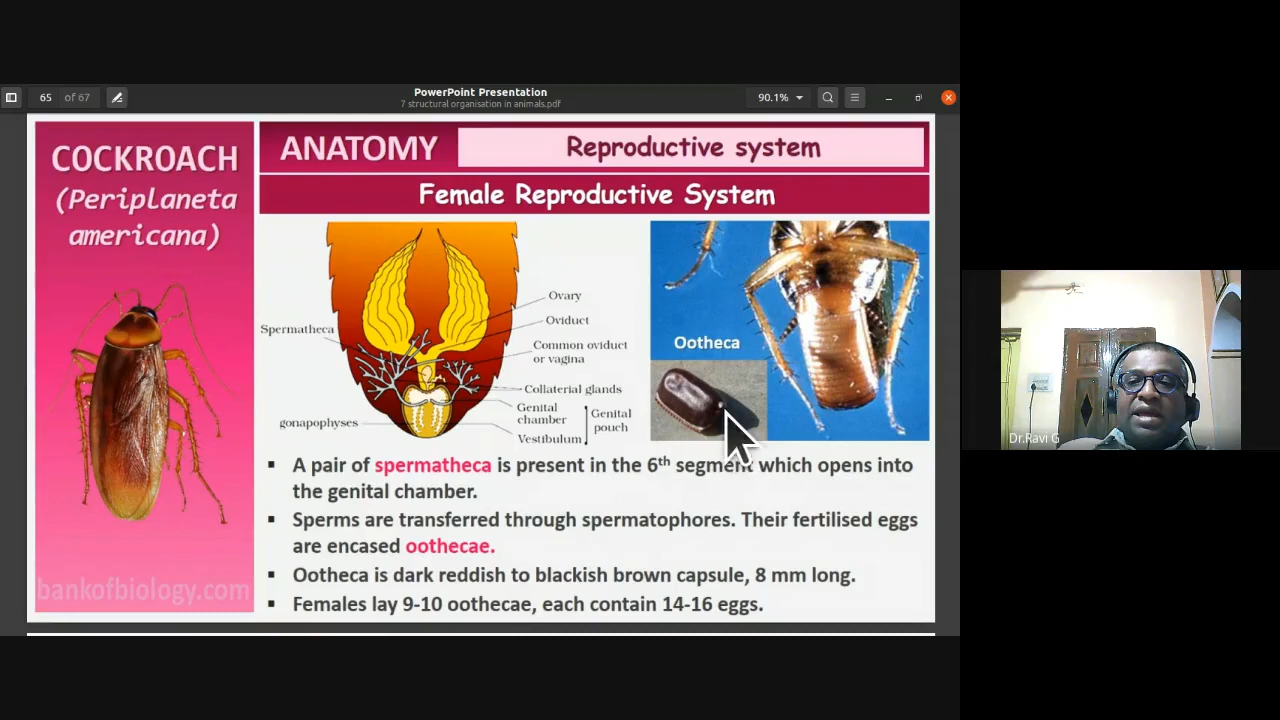 65 of 67
PowerPoint Presentation
7 structural organisation in animals.pdf
90.1%
COCKROACH
(Periplaneta
americana)
bankofbiology.com
ANATOMY
Reproductive system
Female Reproductive System
Spermatheca
gonapophyses
Ovary
Oviduct
Common oviduct
or vagina
Collaterial glands
Genital
chamber
Vestibulum
Genital
pouch
Ootheca
▪ A pair of spermatheca is present in the 6th segment which opens into
the genital chamber.
▪ Sperms are transferred through spermatophores. Their fertilised eggs
are encased oothecae.
▪ Ootheca is dark reddish to blackish brown capsule, 8 mm long.
▪ Females lay 9-10 oothecae, each contain 14-16 eggs.
Dr.Ravi G